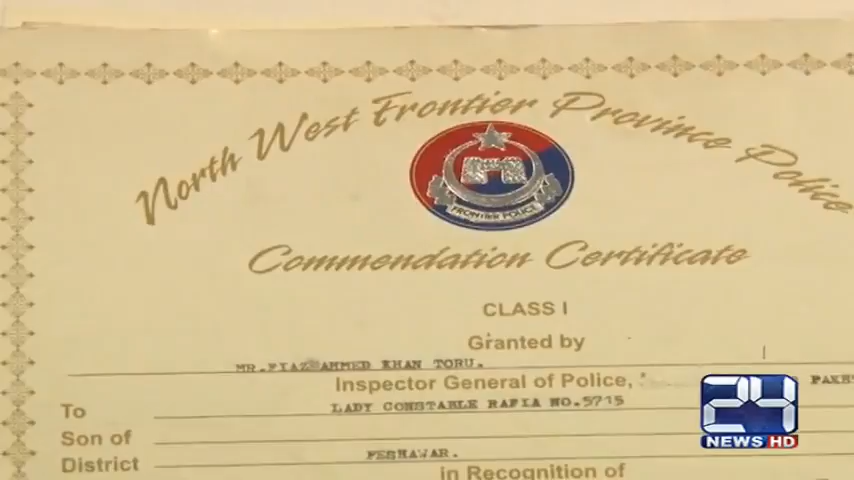 North West Frontier Province Police
FRONTIER POLICE
Commendation Certificate
CLASS I
Granted by
MR.FIAZ AHMED KHAN TORU.
Inspector General of Police,
To LADY CONSTABLE RAFIA NO.5715
Son of
District PESHAWAR.
in Recognition of
24
NEWS HD